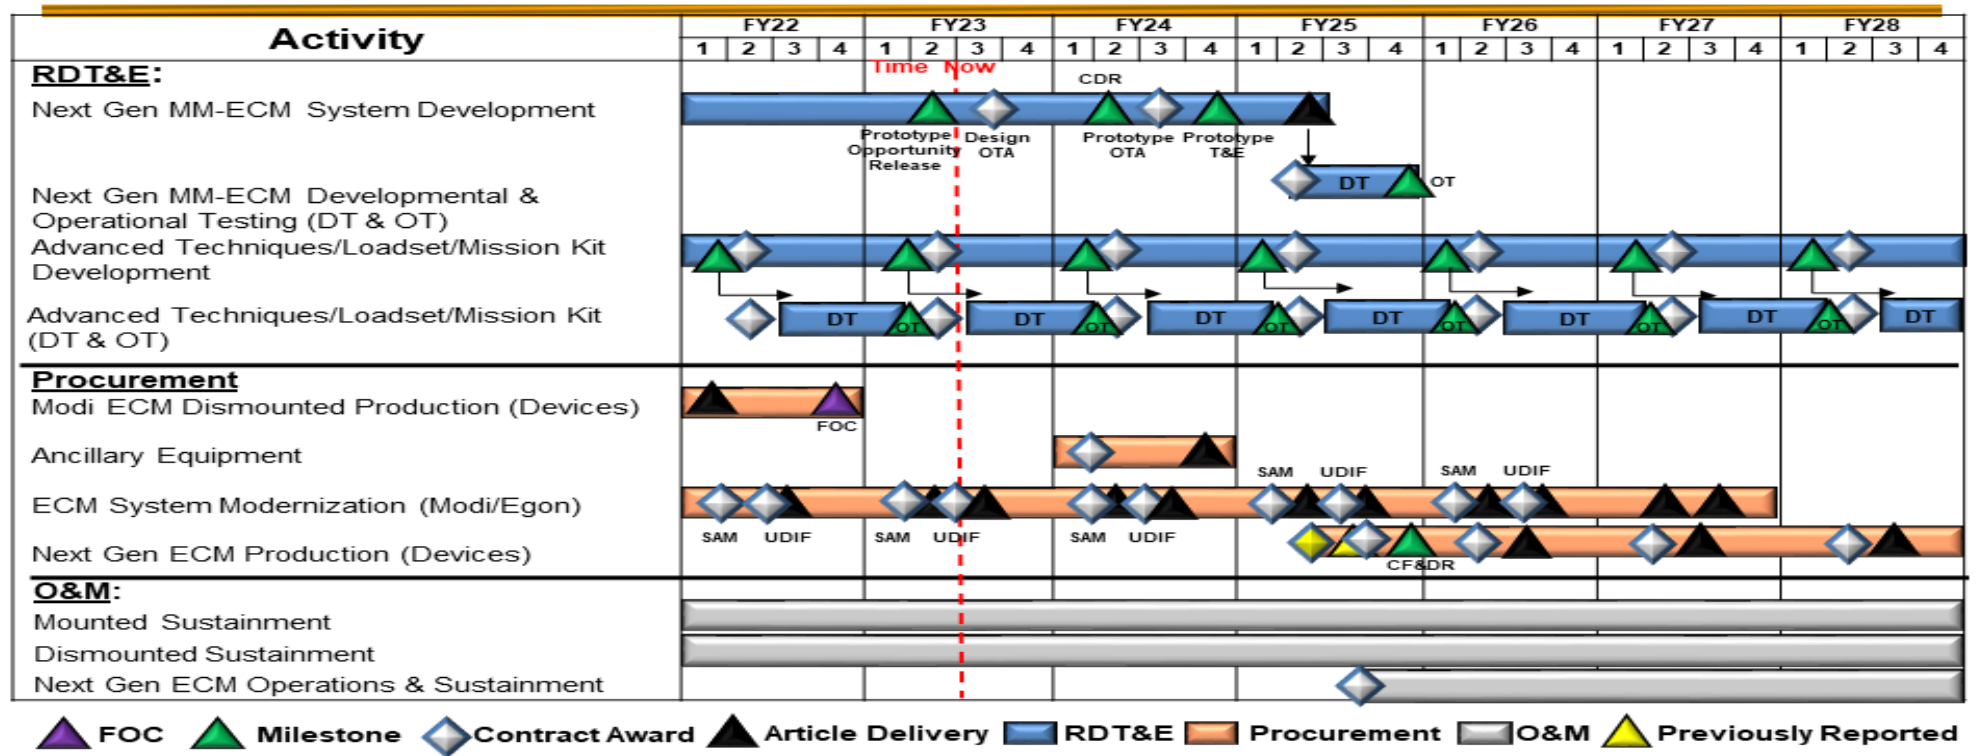 Activity
FY22 FY23 FY24 FY25 FY26 FY27 FY28
1 2 3 4 1 2 3 4 1 2 3 4 1 2 3 4 1 2 3 4 1 2 3 4 1 2 3 4
RDT&E:
Time Now
CDR
Next Gen MM-ECM System Development
Prototype Opportunity Release
Design OTA
Prototype OTA
Prototype T&E
Next Gen MM-ECM Developmental &
Operational Testing (DT & OT)
DT OT
Advanced Techniques/Loadset/Mission Kit
Development
Advanced Techniques/Loadset/Mission Kit
(DT & OT)
DT OT DT OT DT OT DT OT DT OT DT OT DT
Procurement
Modi ECM Dismounted Production (Devices)
FOC
Ancillary Equipment
SAM UDIF SAM UDIF
ECM System Modernization (Modi/Egon)
SAM UDIF SAM UDIF SAM UDIF
Next Gen ECM Production (Devices)
CF&DR
O&M:
Mounted Sustainment
Dismounted Sustainment
Next Gen ECM Operations & Sustainment
FOC Milestone Contract Award Article Delivery RDT&E Procurement O&M Previously Reported